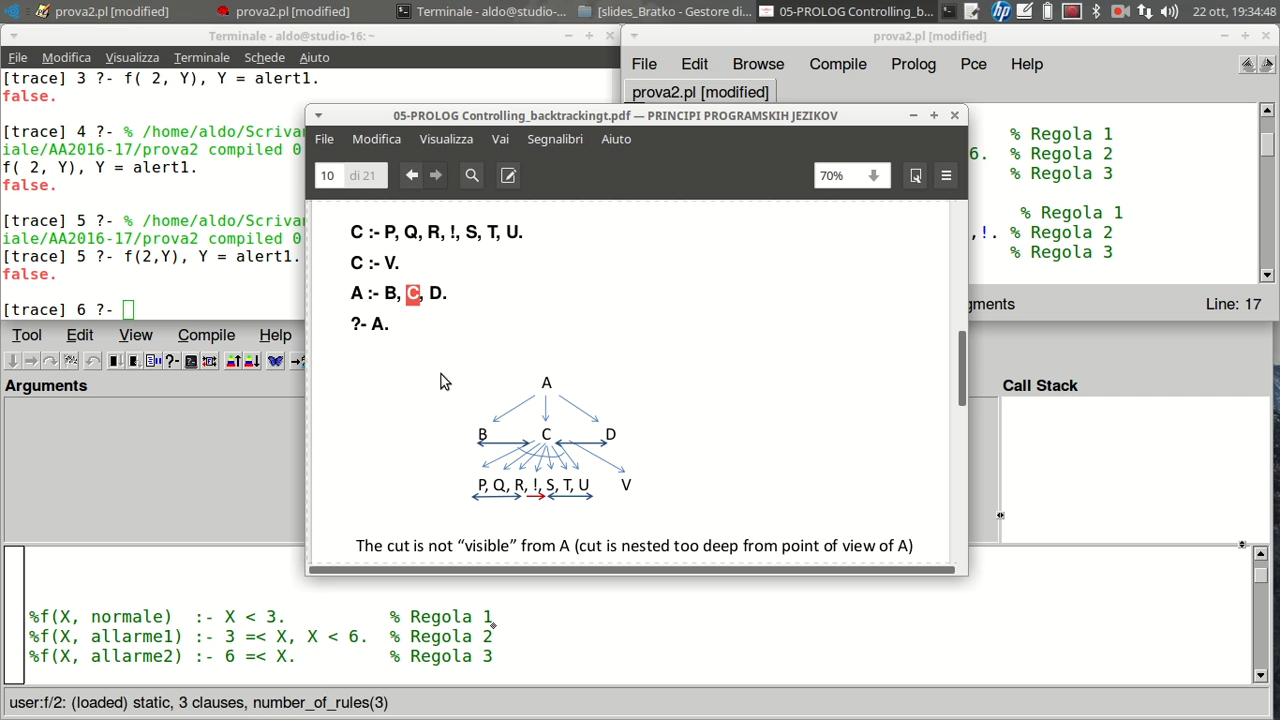 prova2.pl [modified]
prova2.pl [modified]
Terminale - aldo@studio-...
[slides_Bratko - Gestore di...
05-PROLOG Controlling_b...
22 ott, 19:34:48
Terminale - aldo@studio-16: ~
File Modifica Visualizza Terminale Schede Aiuto
[trace] 3 ?- f( 2, Y), Y = alert1.
false.
[trace] 4 ?- % /home/aldo/Scriva
iale/AA2016-17/prova2 compiled 0
f( 2, Y), Y = alert1.
false.
[trace] 5 ?- % /home/aldo/Scriva
iale/AA2016-17/prova2 compiled 0
[trace] 5 ?- f(2,Y), Y = alert1.
false.
[trace] 6 ?-
prova2.pl [modified]
File Edit Browse Compile Prolog Pce Help
prova2.pl [modified]
% Regola 1
6. % Regola 2
% Regola 3
% Regola 1
,!. % Regola 2
% Regola 3
gments
Line: 17
05-PROLOG Controlling_backtrackingt.pdf — PRINCIPI PROGRAMSKIH JEZIKOV
File Modifica Visualizza Vai Segnalibri Aiuto
10 di 21
70%
C :- P, Q, R, !, S, T, U.
C :- V.
A :- B, C, D.
?- A.
A
B C D
P, Q, R, !, S, T, U V
The cut is not “visible” from A (cut is nested too deep from point of view of A)
Tool Edit View Compile Help
Arguments
Call Stack
%f(X, normale) :- X < 3. % Regola 1
%f(X, allarme1) :- 3 =< X, X < 6. % Regola 2
%f(X, allarme2) :- 6 =< X. % Regola 3
user:f/2: (loaded) static, 3 clauses, number_of_rules(3)